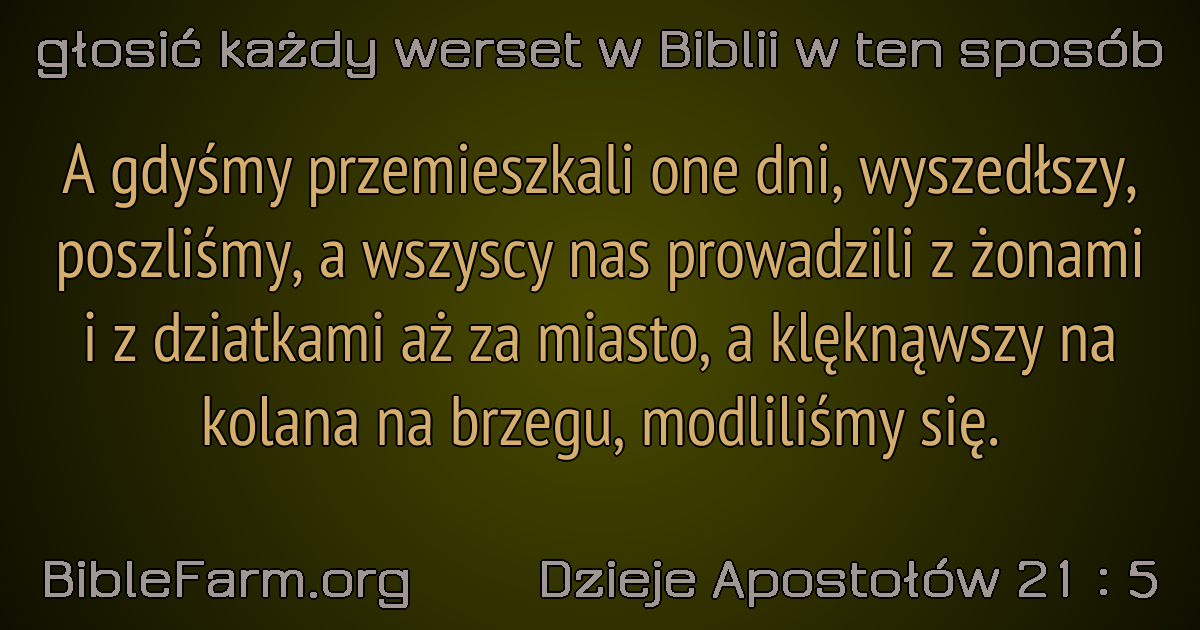 głosić każdy werset w Biblii w ten sposób
A gdyśmy przemieszkali one dni, wyszedłszy,
poszliśmy, a wszyscy nas prowadzili z żonami
i z dziatkami aż za miasto, a klęknąwszy na
kolana na brzegu, modliliśmy się.
BibleFarm.org Dzieje Apostołów 21 : 5